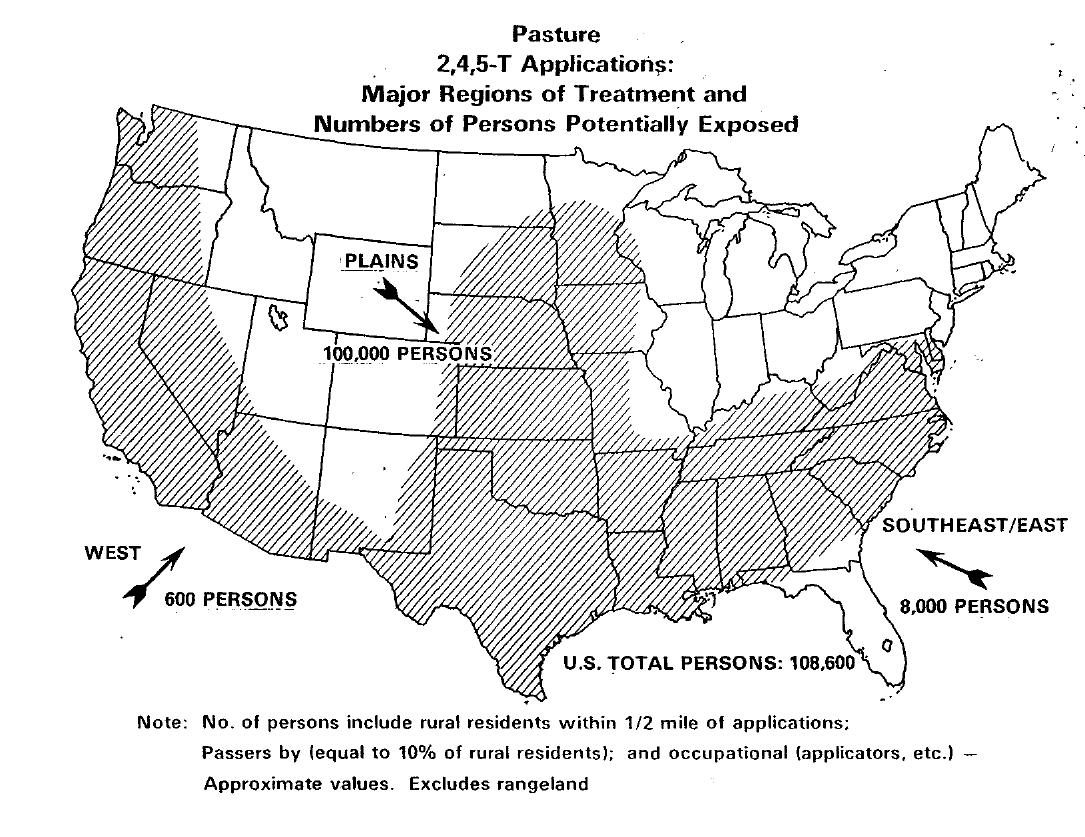 Pasture
2,4,5-T Applications:
Major Regions of Treatment and
Numbers of Persons Potentially Exposed
PLAINS
100,000 PERSONS
WEST
600 PERSONS
SOUTHEAST/EAST
8,000 PERSONS
U.S. TOTAL PERSONS: 108,600
Note: No. of persons include rural residents within 1/2 mile of applications;
Passers by (equal to 10% of rural residents); and occupational (applicators, etc.) —
Approximate values. Excludes rangeland